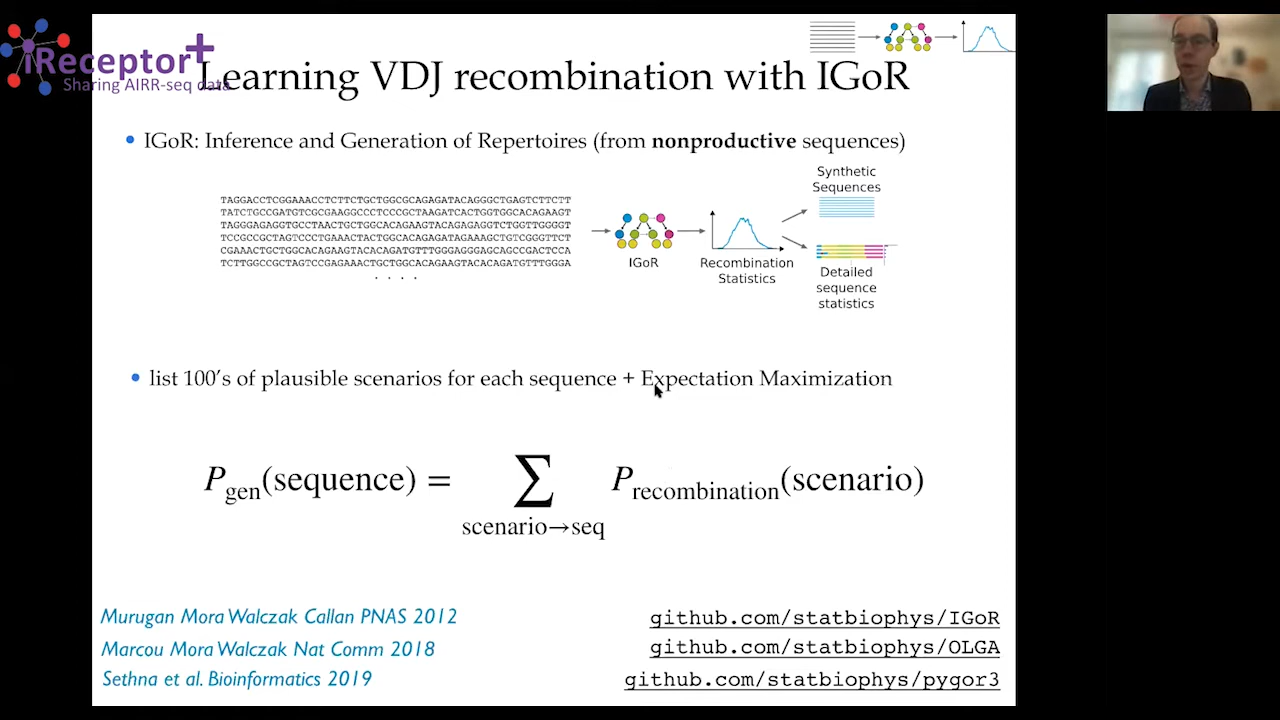 iReceptor+
Sharing AIRR-seq data
Learning VDJ recombination with IGoR
• IGoR: Inference and Generation of Repertoires (from nonproductive sequences)
Synthetic
Sequences
TAGGACCTCGGAAACCTCTTCTGCTGGCGCAGAGATACAGGGCTGAGTCTTCTT
TATCTGCCGATGTCGCGAAGGCCCTCCCGCTAAGATCACTGGTGGCACAGAAGT
TAGGGAGAGGTGCCTAACTGCTGGCACAGAAGTACAGAGAGGTCTGGTTGGGGT
TCCGCCGCTAGTCCCTGAAACTACTGGCACAGAGATAGAAAGCTGTCGGGTTCT
CGAAACTGCTGGCACAGAAGTACACAGATGTTTGGGAGGGAGCAGCCGACTCCA
TCTTGGCCGCTAGTCCGAGAAACTGCTGGCACAGAAGTACACAGATGTTTGGGA
. . . .
IGoR
Recombination
Statistics
Detailed
sequence
statistics
• list 100's of plausible scenarios for each sequence + Expectation Maximization
Pgen(sequence) = ∑ Precombination(scenario)
scenario→seq
Murugan Mora Walczak Callan PNAS 2012
github.com/statbiophys/IGoR
Marcou Mora Walczak Nat Comm 2018
github.com/statbiophys/OLGA
Sethna et al. Bioinformatics 2019
github.com/statbiophys/pygor3